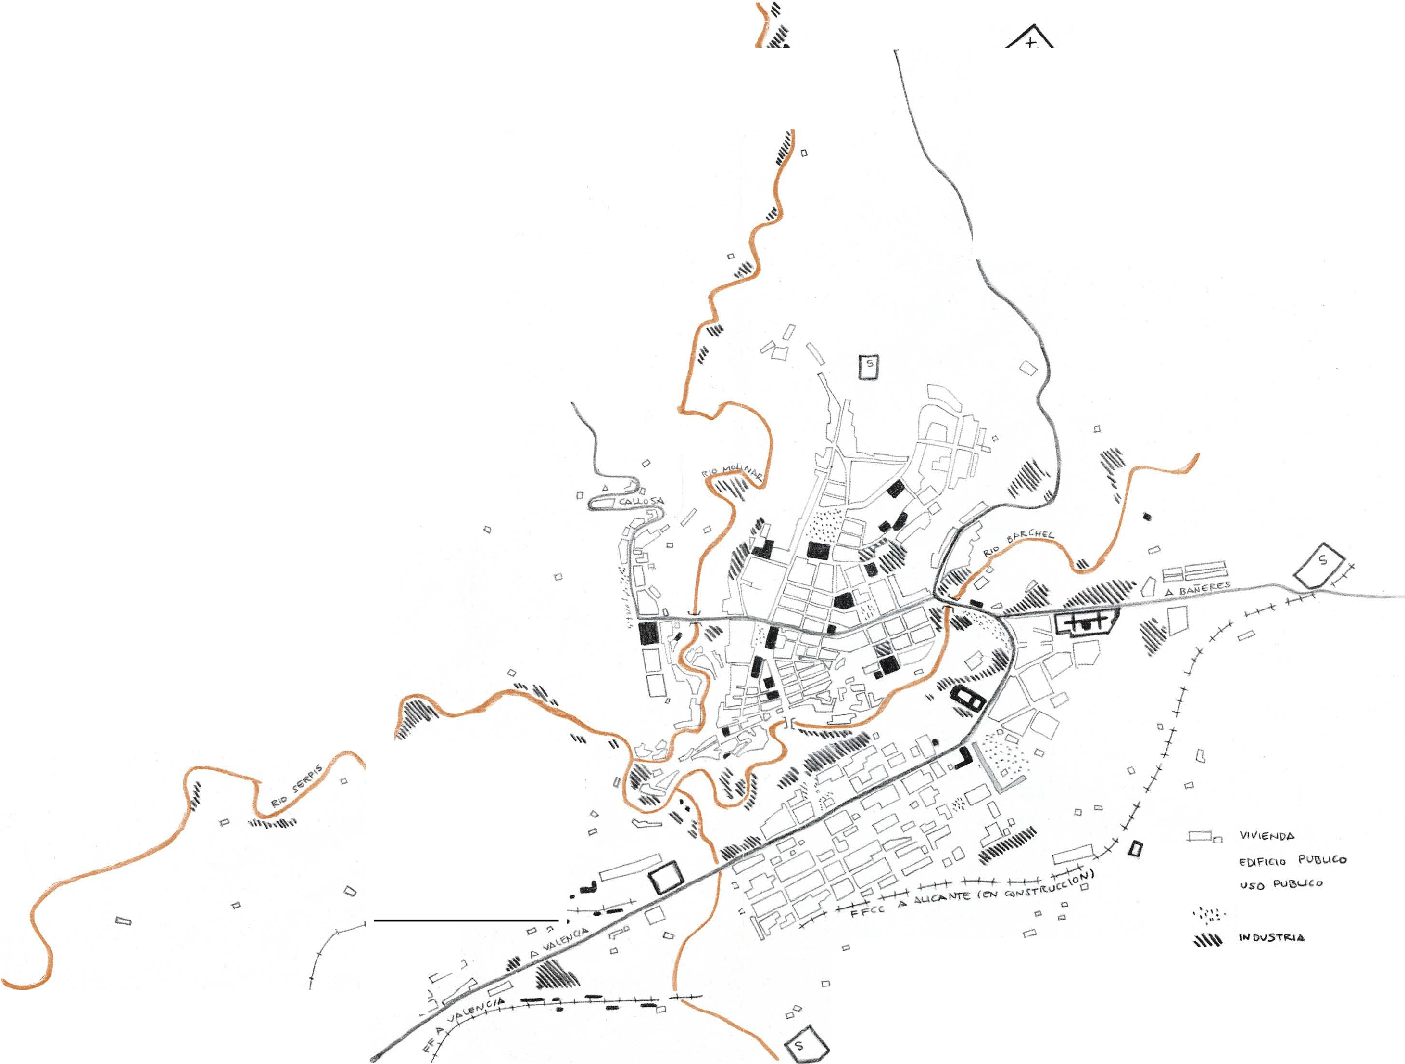 S
RIO MOLINAR
CALLOSA
RIO BARCHEL
S
A BAÑERES
RIO SERPIS
VIVIENDA
EDIFICIO PUBLICO
USO PUBLICO
INDUSTRIA
FFCC A ALICANTE (EN CONSTRUCCION)
A VALENCIA
FF A VALENCIA
S